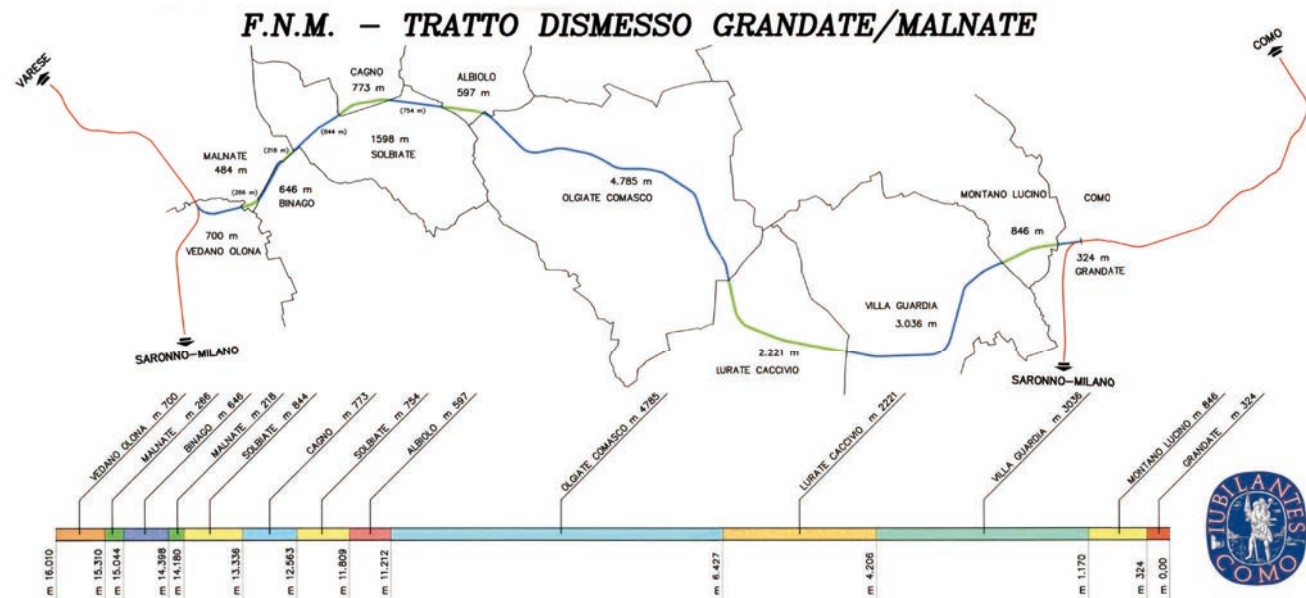 F.N.M. - TRATTO DISMESSO GRANDATE/MALNATE
VARESE
COMO
CAGNO
773 m
ALBIOLO
597 m
(754 m)
(844 m)
1598 m
SOLBIATE
(218 m)
MALNATE
484 m
(266 m)
646 m
BINAGO
4.785 m
OLGIATE COMASCO
MONTANO LUCINO
COMO
846 m
700 m
VEDANO OLONA
324 m
GRANDATE
VILLA GUARDIA
3.036 m
SARONNO-MILANO
2.221 m
LURATE CACCIVIO
SARONNO-MILANO
VEDANO OLONA m 700
MALNATE m 266
BINAGO m 646
MALNATE m 218
SOLBIATE m 844
CAGNO m 773
SOLBIATE m 754
ALBIOLO m 597
OLGIATE COMASCO m 4785
LURATE CACCIVIO m 2221
VILLA GUARDIA m 3036
MONTANO LUCINO m 846
GRANDATE m 324
m 16.010
m 15.310
m 15.044
m 14.398
m 14.180
m 13.336
m 12.563
m 11.809
m 11.212
m 6.427
m 4.206
m 1.170
m 324
m 0,00
IUBILANTES
COMO